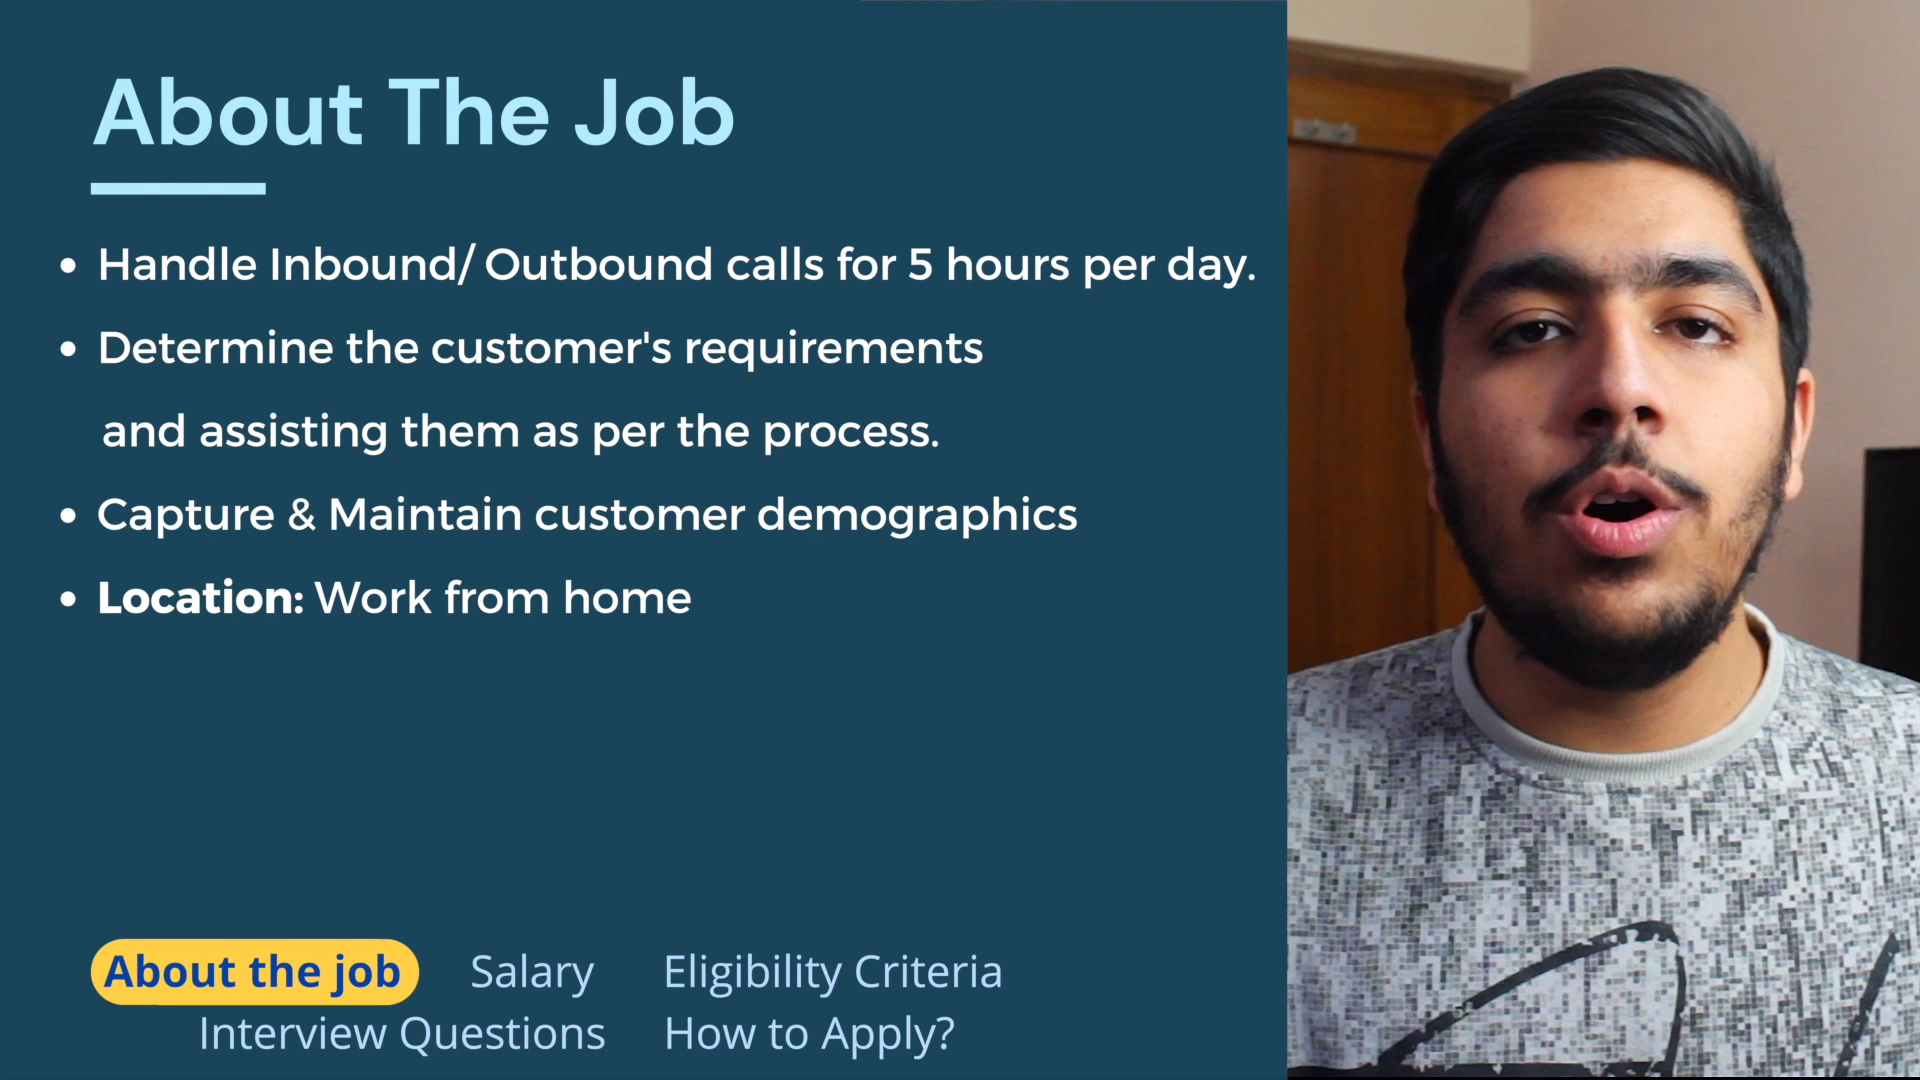 About The Job
• Handle Inbound/ Outbound calls for 5 hours per day.
• Determine the customer's requirements
and assisting them as per the process.
• Capture & Maintain customer demographics
• Location: Work from home
About the job Salary Eligibility Criteria
Interview Questions How to Apply?